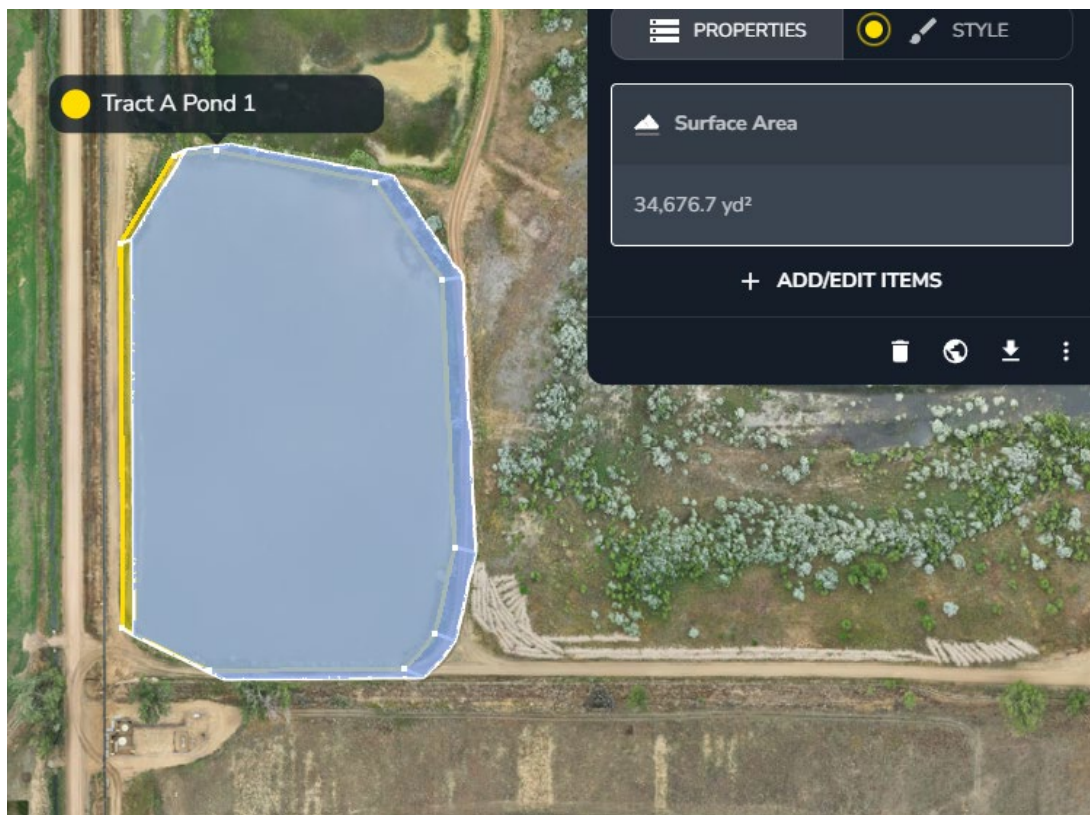 PROPERTIES
STYLE
Tract A Pond 1
Surface Area
34,676.7 yd²
+ ADD/EDIT ITEMS